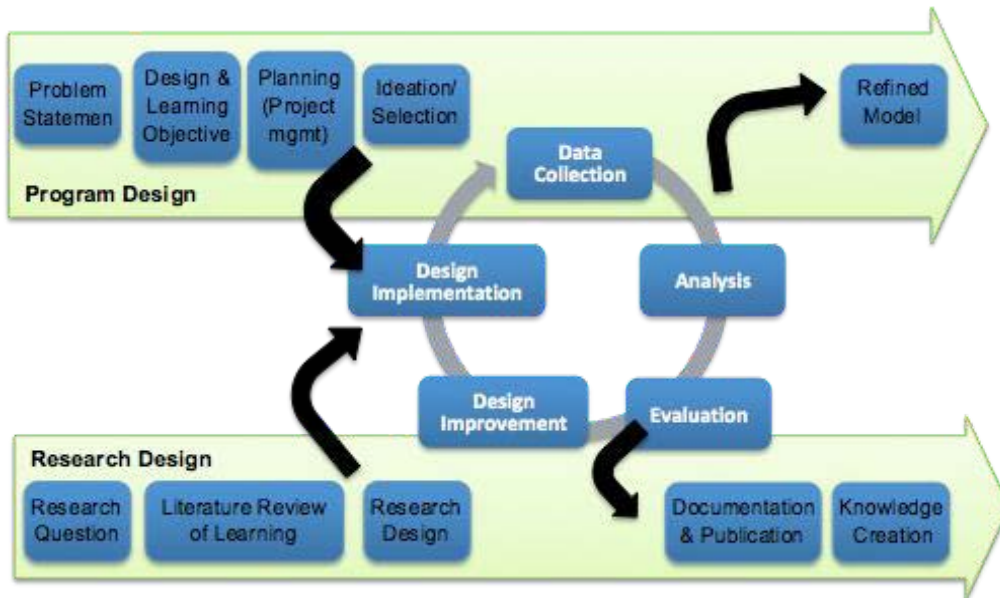 Problem
Statemen
Design &
Learning
Objective
Planning
(Project
mgmt)
Ideation/
Selection
Refined
Model
Program Design
Data
Collection
Design
Implementation
Analysis
Design
Improvement
Evaluation
Research Design
Research
Question
Literature Review
of Learning
Research
Design
Documentation
& Publication
Knowledge
Creation